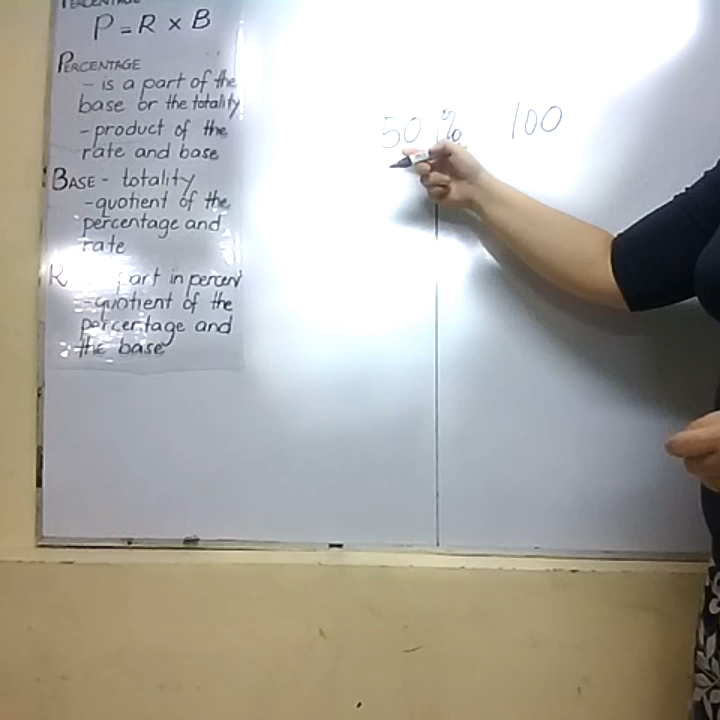 P = R × B
PERCENTAGE
- is a part of the
base or the totality
- product of the
rate and base
BASE - totality
- quotient of the
percentage and
rate
R part in percent
- quotient of the
percentage and
the base
50 % 100